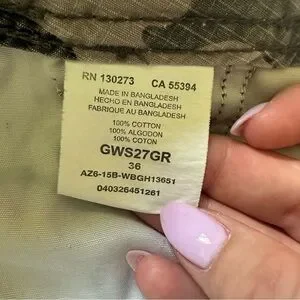 RN 130273 CA 55394
MADE IN BANGLADESH
HECHO EN BANGLADESH
FABRIQUE AU BANGLADESH
100% COTTON
100% ALGODON
100% COTON
GWS27GR
36
AZ6-15B-WBGH13651
040326451261